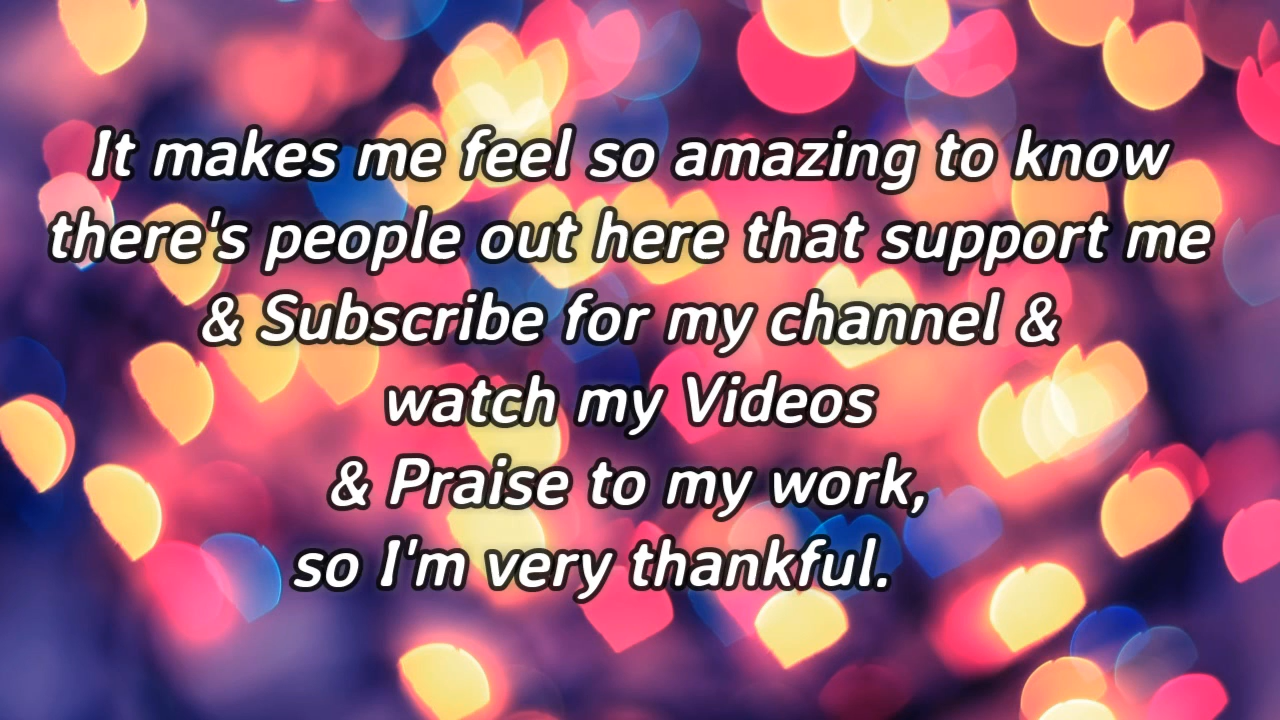 It makes me feel so amazing to know
there's people out here that support me
& Subscribe for my channel &
watch my Videos
& Praise to my work,
so I'm very thankful.